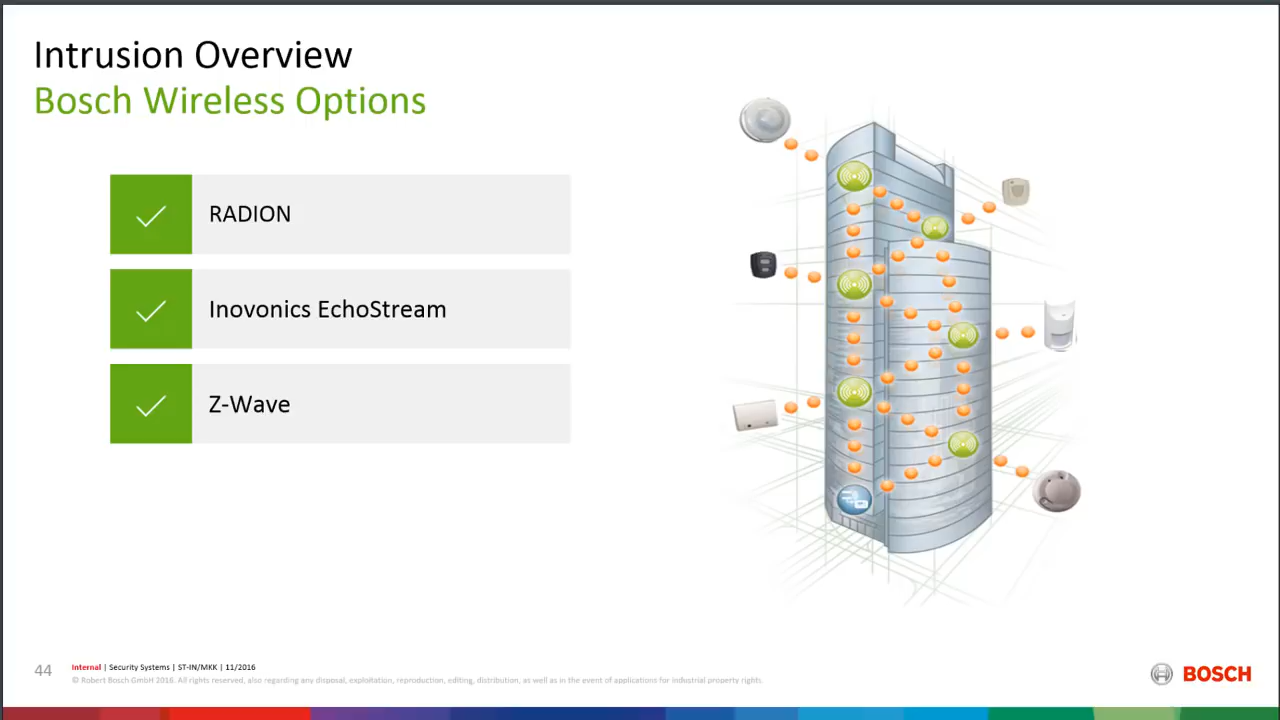 Intrusion Overview
Bosch Wireless Options
RADION
Inovonics EchoStream
Z-Wave
44
Internal | Security Systems | ST-IN/MKK | 11/2016
© Robert Bosch GmbH 2016. All rights reserved, also regarding any disposal, exploitation, reproduction, editing, distribution, as well as in the event of applications for industrial property rights.
BOSCH